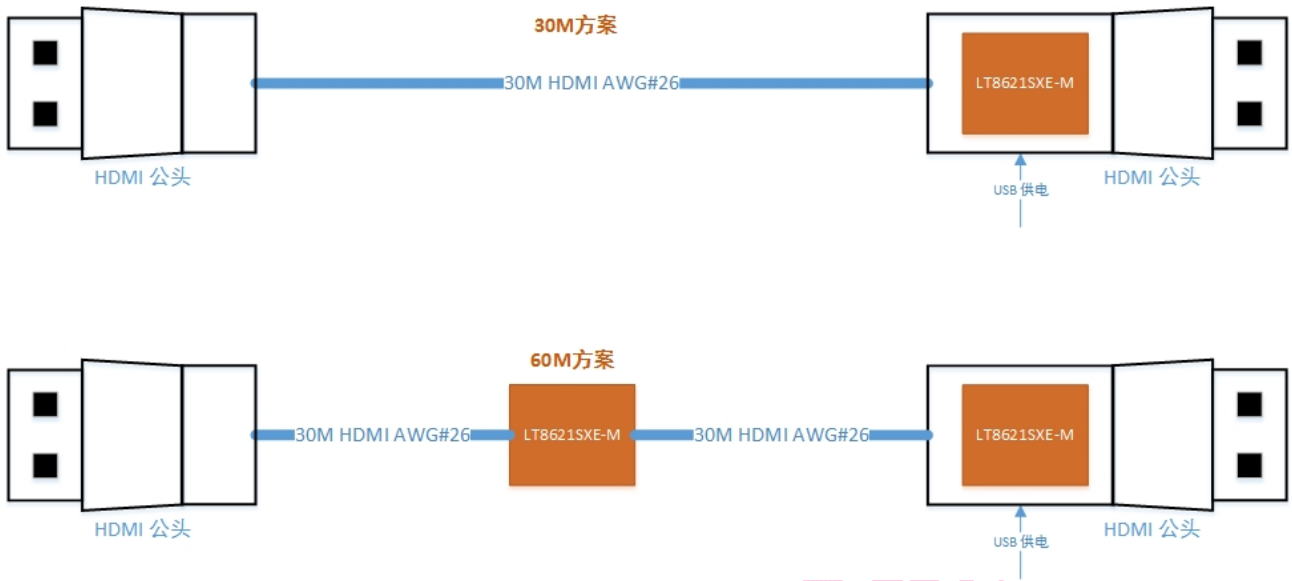 30M方案
30M HDMI AWG#26
LT8621SXE-M
HDMI 公头
USB 供电
HDMI 公头
60M方案
30M HDMI AWG#26
LT8621SXE-M
30M HDMI AWG#26
LT8621SXE-M
HDMI 公头
USB 供电
HDMI 公头